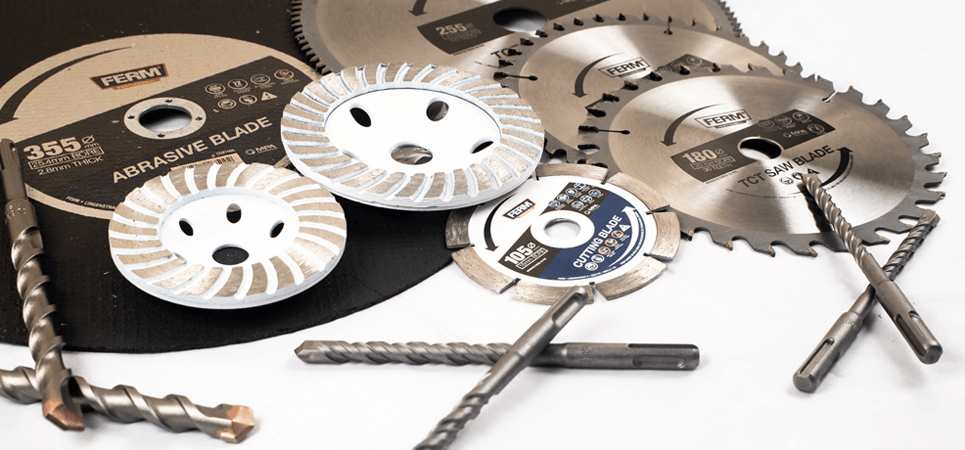 FERM
355 Ø
mm
25.4mm BORE
2.8mm THICK
ABRASIVE BLADE
MPA
255 Ø
TCT
FERM
FERM
180 Ø
TCT SAW BLADE
FERM
105 Ø
CUTTING BLADE